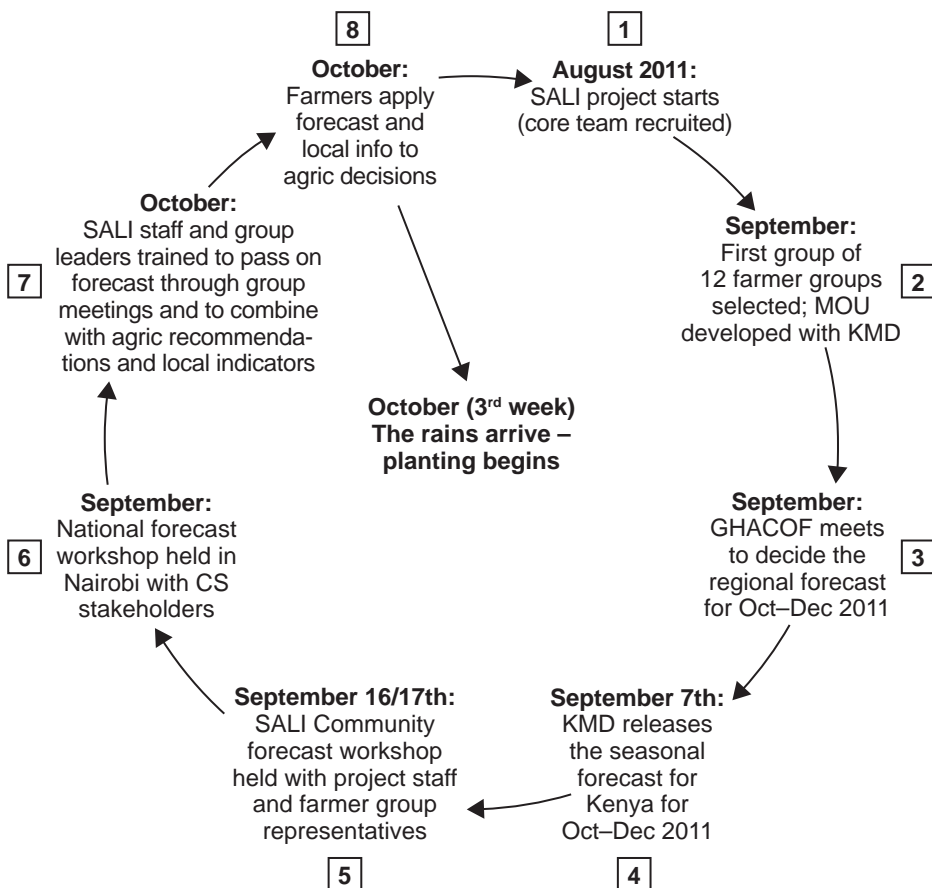 1
August 2011:
SALI project starts
(core team recruited)
September:
First group of
12 farmer groups
selected; MOU
developed with KMD
2
September:
GHACOF meets
to decide the
regional forecast
for Oct–Dec 2011
3
September 7th:
KMD releases
the seasonal
forecast for
Kenya for
Oct–Dec 2011
4
September 16/17th:
SALI Community
forecast workshop
held with project staff
and farmer group
representatives
5
September:
National forecast
workshop held in
Nairobi with CS
stakeholders
6
October:
SALI staff and group
leaders trained to pass on
forecast through group
meetings and to combine
with agric recommenda-
tions and local indicators
7
8
October:
Farmers apply
forecast and
local info to
agric decisions
October (3rd week)
The rains arrive –
planting begins